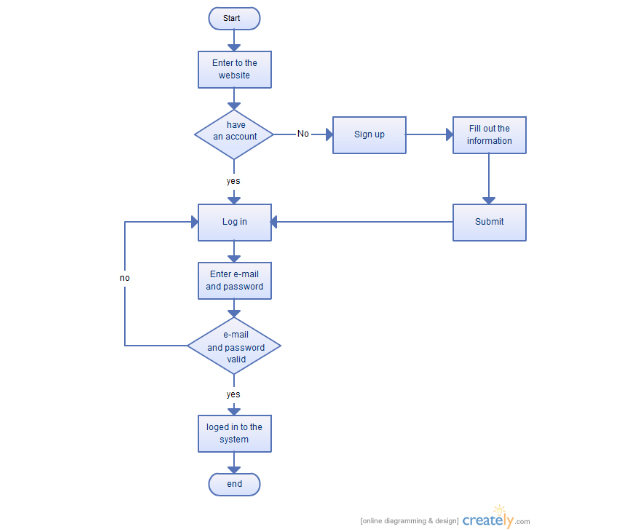 Start
Enter to the
website
have
an account
No
Sign up
Fill out the
information
yes
Log in
Submit
no
Enter e-mail
and password
e-mail
and password
valid
yes
loged in to the
system
end
[online diagramming & design] creately.com